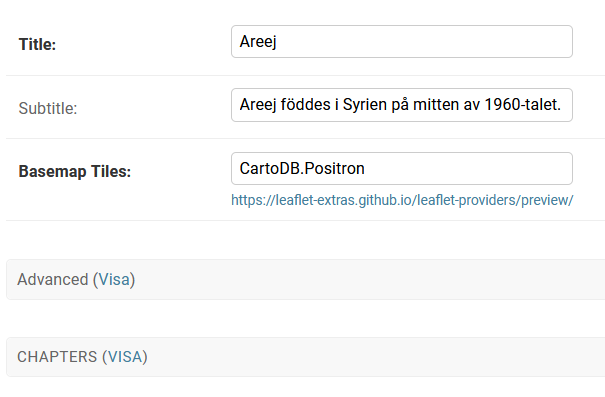 Title:
Areej
Subtitle:
Areej föddes i Syrien på mitten av 1960-talet.
Basemap Tiles:
CartoDB.Positron
https://leaflet-extras.github.io/leaflet-providers/preview/
Advanced (Visa)
CHAPTERS (VISA)